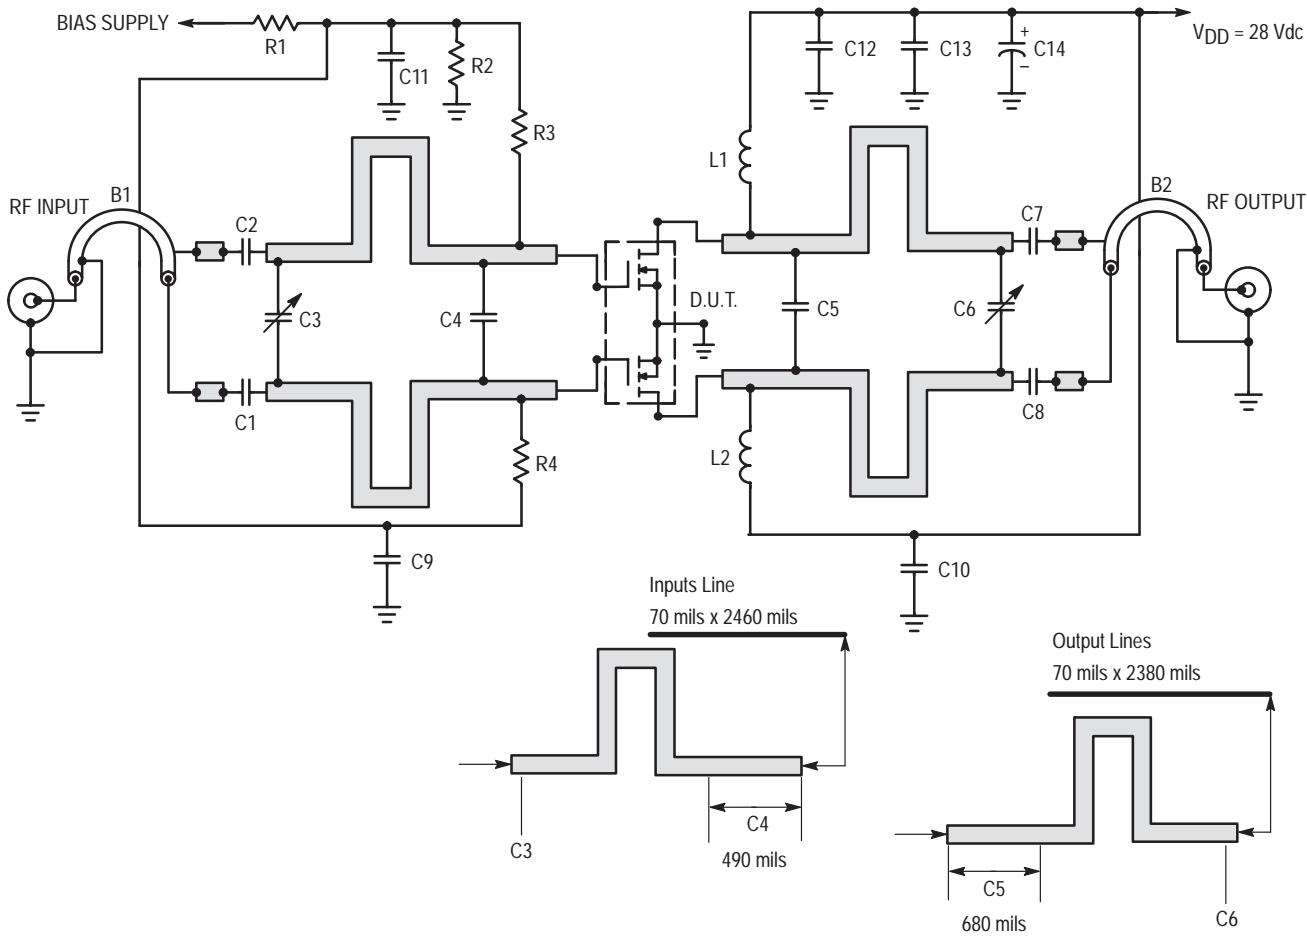 BIAS SUPPLY
R1
C11
R2
R3
B1
RF INPUT
C2
C3
C4
C1
R4
C9
C12
C13
+
C14
–
VDD = 28 Vdc
L1
B2
RF OUTPUT
C7
D.U.T.
C5
C6
C8
L2
C10
Inputs Line
70 mils x 2460 mils
C3
C4
490 mils
Output Lines
70 mils x 2380 mils
C5
680 mils
C6